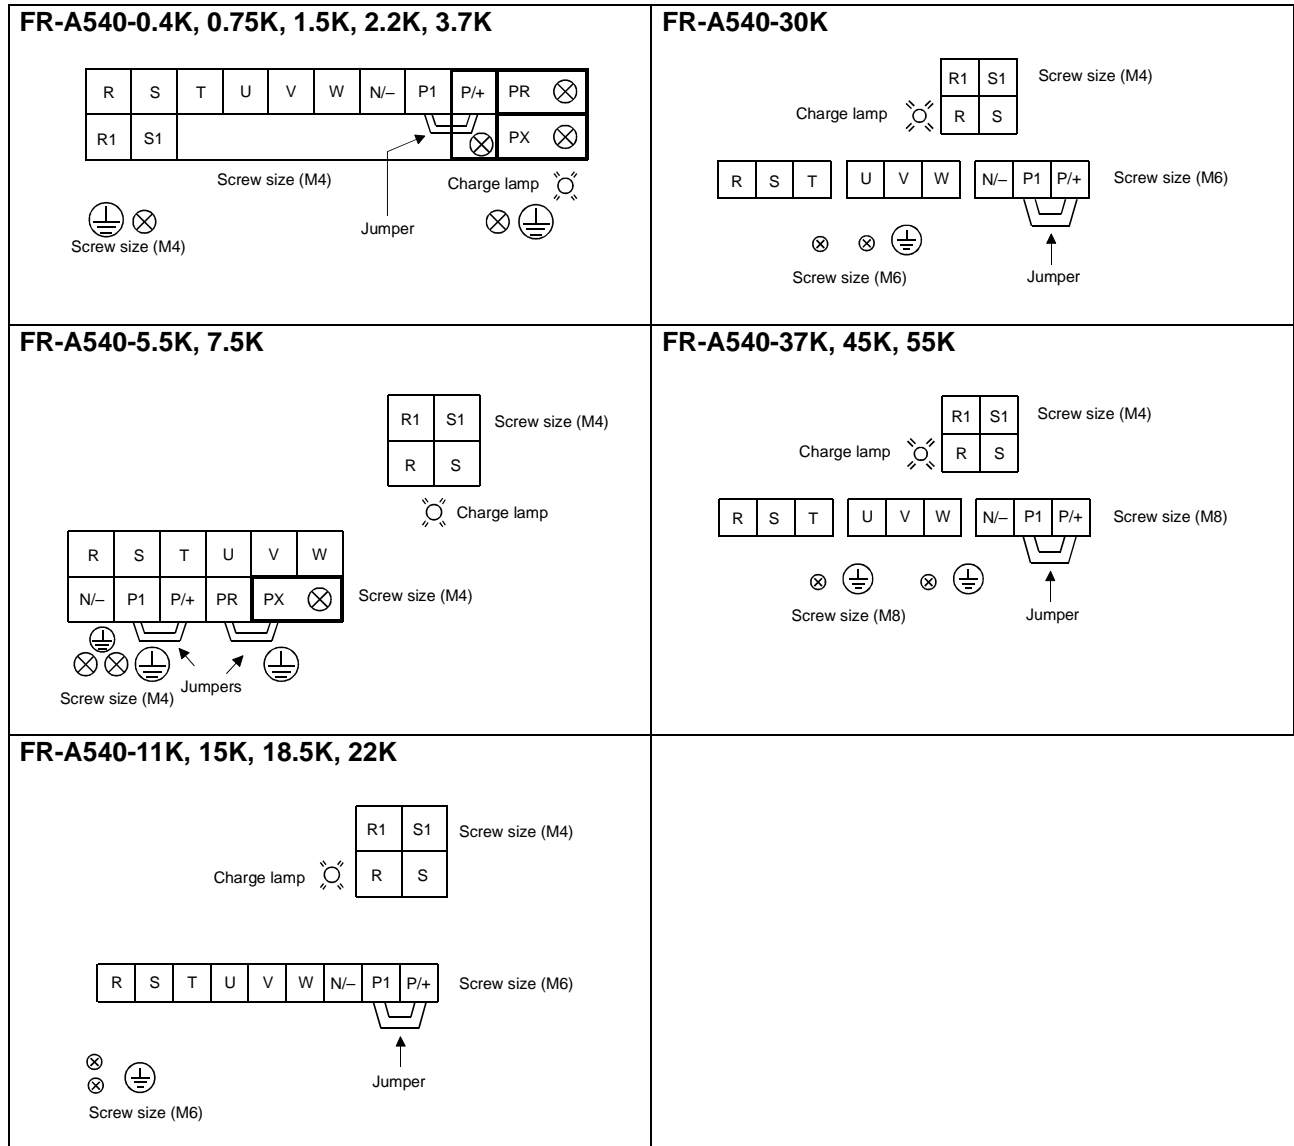 FR-A540-0.4K, 0.75K, 1.5K, 2.2K, 3.7K
R S T U V W N/– P1 P/+ PR
R1 S1 PX
Screw size (M4)
Charge lamp
Jumper
Screw size (M4)
FR-A540-30K
R1 S1
Screw size (M4)
Charge lamp
R S
R S T U V W N/– P1 P/+
Screw size (M6)
Screw size (M6)
Jumper
FR-A540-5.5K, 7.5K
R1 S1
Screw size (M4)
R S
Charge lamp
R S T U V W
N/– P1 P/+ PR PX
Screw size (M4)
Jumpers
Screw size (M4)
FR-A540-37K, 45K, 55K
R1 S1
Screw size (M4)
Charge lamp
R S
R S T U V W N/– P1 P/+
Screw size (M8)
Screw size (M8)
Jumper
FR-A540-11K, 15K, 18.5K, 22K
R1 S1
Screw size (M4)
Charge lamp
R S
R S T U V W N/– P1 P/+
Screw size (M6)
Jumper
Screw size (M6)